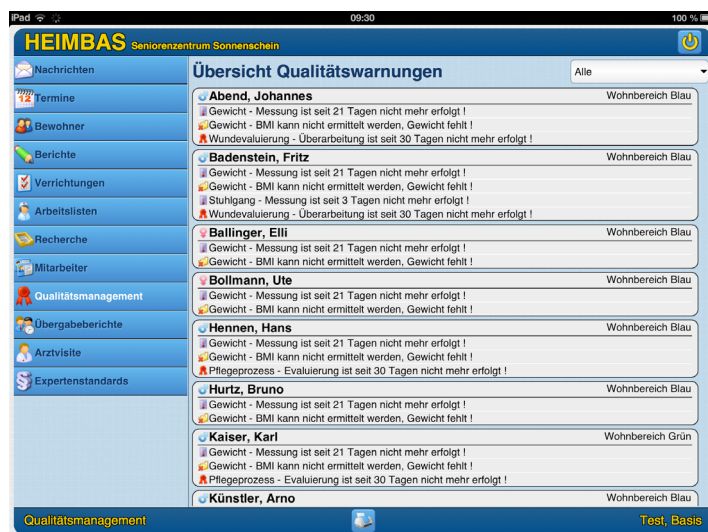 iPad 09:30 100 %
HEIMBAS Seniorenzentrum Sonnenschein
Nachrichten
Termine
Bewohner
Berichte
Verrichtungen
Arbeitslisten
Recherche
Mitarbeiter
Qualitätsmanagement
Übergabeberichte
Arztvisite
Expertenstandards
Übersicht Qualitätswarnungen Alle
Abend, Johannes Wohnbereich Blau
Gewicht - Messung ist seit 21 Tagen nicht mehr erfolgt !
Gewicht - BMI kann nicht ermittelt werden, Gewicht fehlt !
Wundevaluierung - Überarbeitung ist seit 30 Tagen nicht mehr erfolgt !
Badenstein, Fritz Wohnbereich Blau
Gewicht - Messung ist seit 21 Tagen nicht mehr erfolgt !
Gewicht - BMI kann nicht ermittelt werden, Gewicht fehlt !
Stuhlgang - Messung ist seit 3 Tagen nicht mehr erfolgt !
Wundevaluierung - Überarbeitung ist seit 30 Tagen nicht mehr erfolgt !
Ballinger, Elli Wohnbereich Blau
Gewicht - Messung ist seit 21 Tagen nicht mehr erfolgt !
Gewicht - BMI kann nicht ermittelt werden, Gewicht fehlt !
Bollmann, Ute Wohnbereich Blau
Gewicht - Messung ist seit 21 Tagen nicht mehr erfolgt !
Gewicht - BMI kann nicht ermittelt werden, Gewicht fehlt !
Hennen, Hans Wohnbereich Blau
Gewicht - Messung ist seit 21 Tagen nicht mehr erfolgt !
Gewicht - BMI kann nicht ermittelt werden, Gewicht fehlt !
Pflegeprozess - Evaluierung ist seit 30 Tagen nicht mehr erfolgt !
Hurtz, Bruno Wohnbereich Blau
Gewicht - Messung ist seit 21 Tagen nicht mehr erfolgt !
Gewicht - BMI kann nicht ermittelt werden, Gewicht fehlt !
Kaiser, Karl Wohnbereich Grün
Gewicht - Messung ist seit 21 Tagen nicht mehr erfolgt !
Gewicht - BMI kann nicht ermittelt werden, Gewicht fehlt !
Pflegeprozess - Evaluierung ist seit 30 Tagen nicht mehr erfolgt !
Künstler, Arno Wohnbereich Blau
Qualitätsmanagement Test, Basis